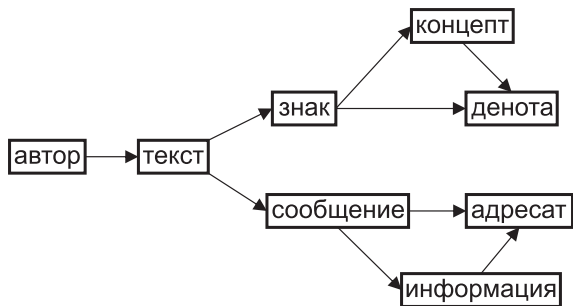 концепт
знак
денота
автор
текст
сообщение
адресат
информация